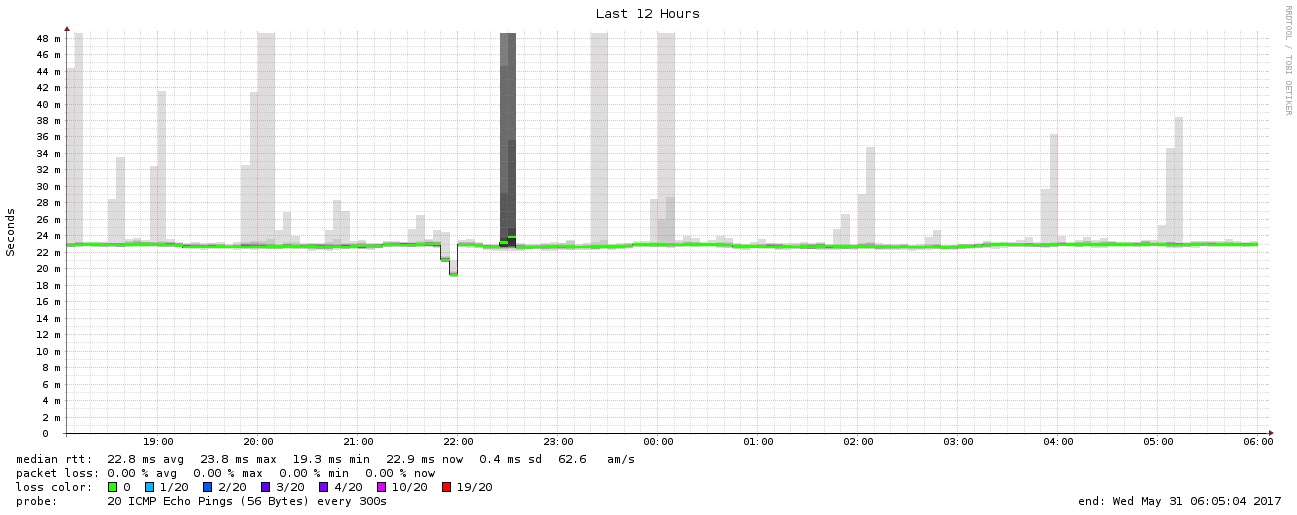 Last 12 Hours
RRDTOOL / TOBI OETIKER
Seconds
48 m
46 m
44 m
42 m
40 m
38 m
36 m
34 m
32 m
30 m
28 m
26 m
24 m
22 m
20 m
18 m
16 m
14 m
12 m
10 m
8 m
6 m
4 m
2 m
0
19:00 20:00 21:00 22:00 23:00 00:00 01:00 02:00 03:00 04:00 05:00 06:00
median rtt: 22.8 ms avg 23.8 ms max 19.3 ms min 22.9 ms now 0.4 ms sd 62.6 am/s
packet loss: 0.00 % avg 0.00 % max 0.00 % min 0.00 % now
loss color: 0 1/20 2/20 3/20 4/20 10/20 19/20
probe: 20 ICMP Echo Pings (56 Bytes) every 300s end: Wed May 31 06:05:04 2017